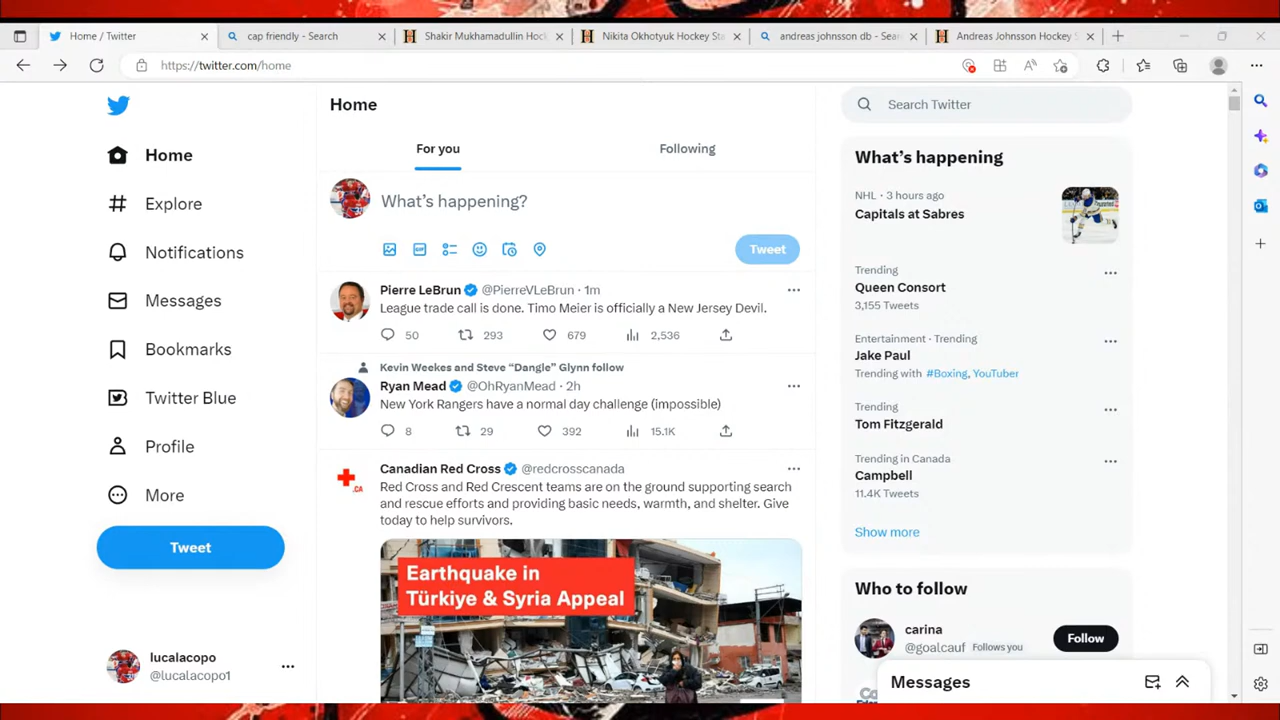 Home / Twitter
cap friendly - Search
Shakir Mukhamadullin Hock
Nikita Okhotyuk Hockey Sta
andreas johnsson db - Sear
Andreas Johnsson Hockey S
https://twitter.com/home
Home
Explore
Notifications
Messages
Bookmarks
Twitter Blue
Profile
More
Tweet
lucalacopo
@lucalacopo1
Home
For you
Following
What's happening?
GIF
Tweet
Pierre LeBrun @PierreVLeBrun · 1m
League trade call is done. Timo Meier is officially a New Jersey Devil.
50 293 679 2,536
Kevin Weekes and Steve “Dangle” Glynn follow
Ryan Mead @OhRyanMead · 2h
New York Rangers have a normal day challenge (impossible)
8 29 392 15.1K
Canadian Red Cross @redcrosscanada
Red Cross and Red Crescent teams are on the ground supporting search
and rescue efforts and providing basic needs, warmth, and shelter. Give
today to help survivors.
.CA
Earthquake in
Türkiye & Syria Appeal
Search Twitter
What's happening
NHL · 3 hours ago
Capitals at Sabres
Trending
Queen Consort
3,155 Tweets
Entertainment · Trending
Jake Paul
Trending with #Boxing, YouTuber
Trending
Tom Fitzgerald
Trending in Canada
Campbell
11.4K Tweets
Show more
Who to follow
carina
@goalcauf Follows you
Follow
Messages